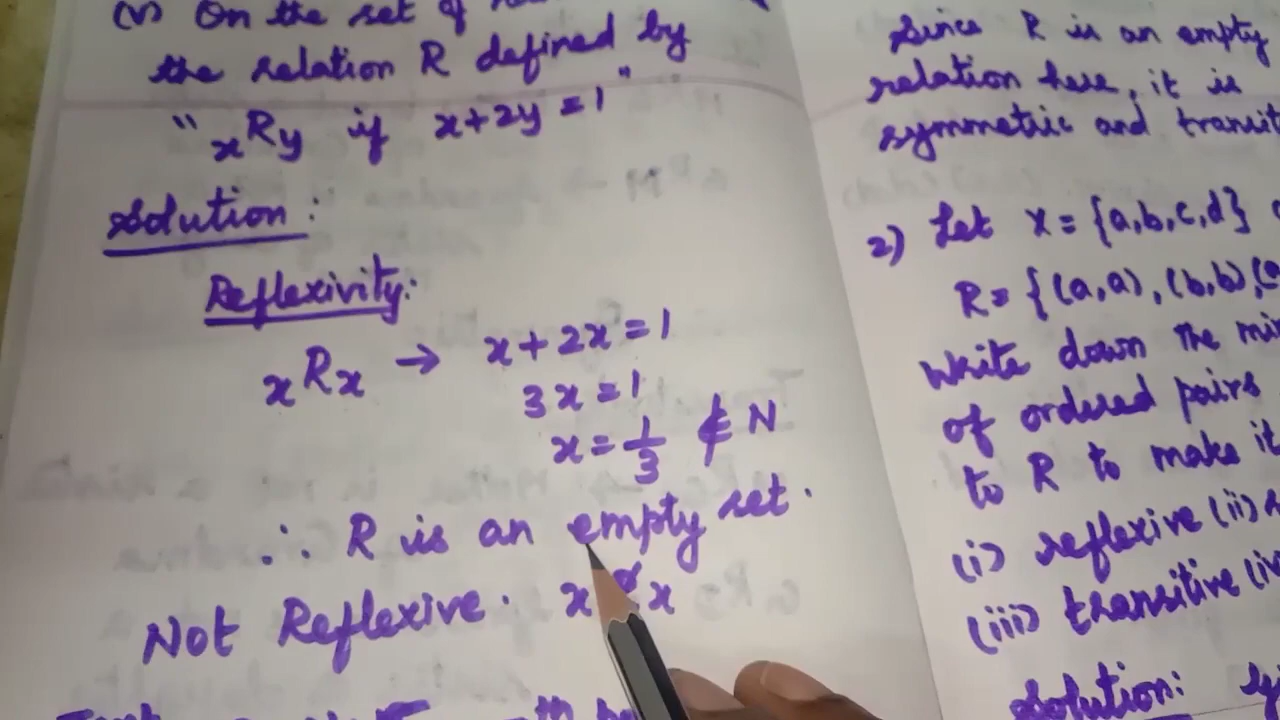 (v) On the set of
the relation R defined by
" xRy if x+2y=1 "
Solution:
Reflexivity:
xRx → x+2x=1
3x=1
x=1/3 ∉ N
∴ R is an empty set.
Not Reflexive. x x
Since R is an empty
relation here, it is
symmetric and
2) Let X={a,b,c,d}
R={(a,a),(b,b),
Write down the
of ordered pairs
to R to make it
(i) reflexive (ii)
(iii) transitive
Solution: